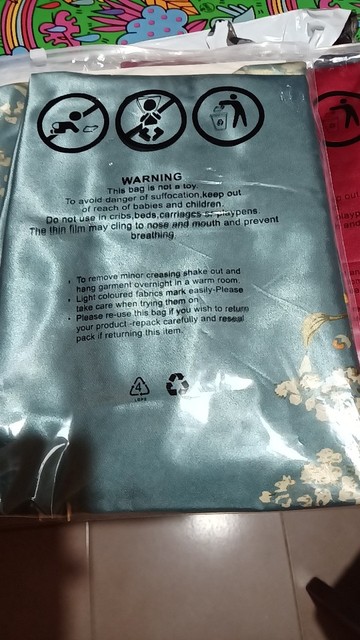 WARNING
This bag is not a toy.
To avoid danger of suffocation,keep out
of reach of babies and children.
Do not use in cribs,beds,carriages or playpens.
The thin film may cling to nose and mouth and prevent
breathing.
• To remove minor creasing shake out and
hang garment overnight in a warm room.
• Light coloured fabrics mark easily-Please
take care when trying them on.
• Please re-use this bag if you wish to return
your product-repack carefully and reseal
pack if returning this item.
4
LDPE